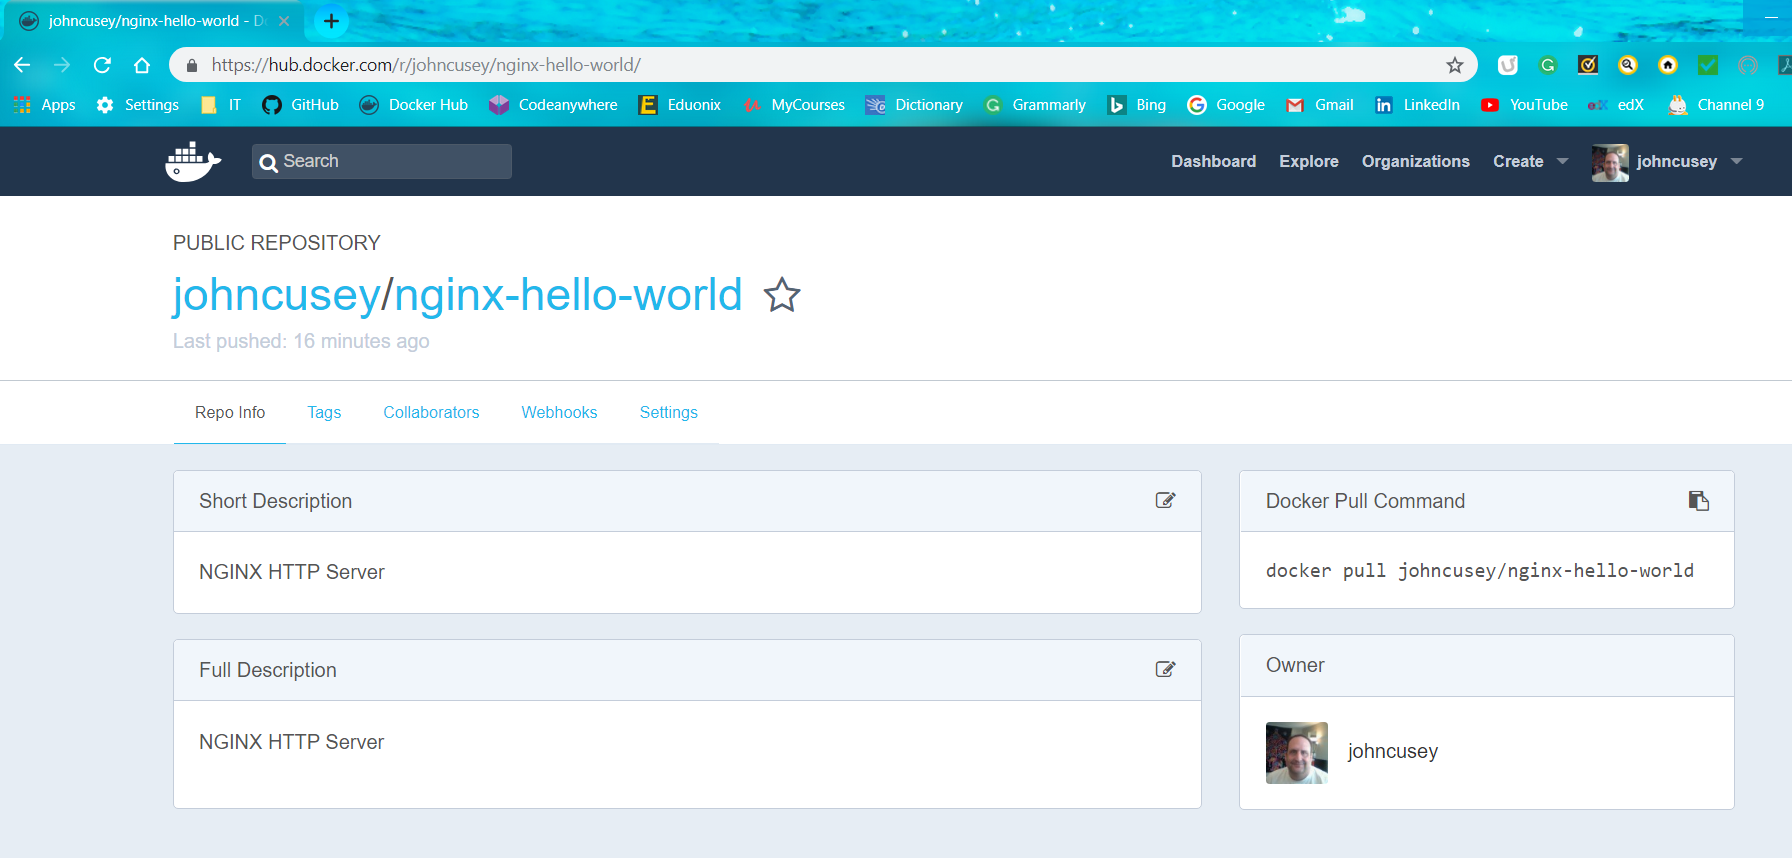 johncusey/nginx-hello-world - D
https://hub.docker.com/r/johncusey/nginx-hello-world/
Apps Settings IT GitHub Docker Hub Codeanywhere Eduonix MyCourses Dictionary Grammarly Bing Google Gmail LinkedIn YouTube edX Channel 9
Search Dashboard Explore Organizations Create johncusey
PUBLIC REPOSITORY
johncusey/nginx-hello-world
Last pushed: 16 minutes ago
Repo Info Tags Collaborators Webhooks Settings
Short Description
NGINX HTTP Server
Full Description
NGINX HTTP Server
Docker Pull Command
docker pull johncusey/nginx-hello-world
Owner
johncusey